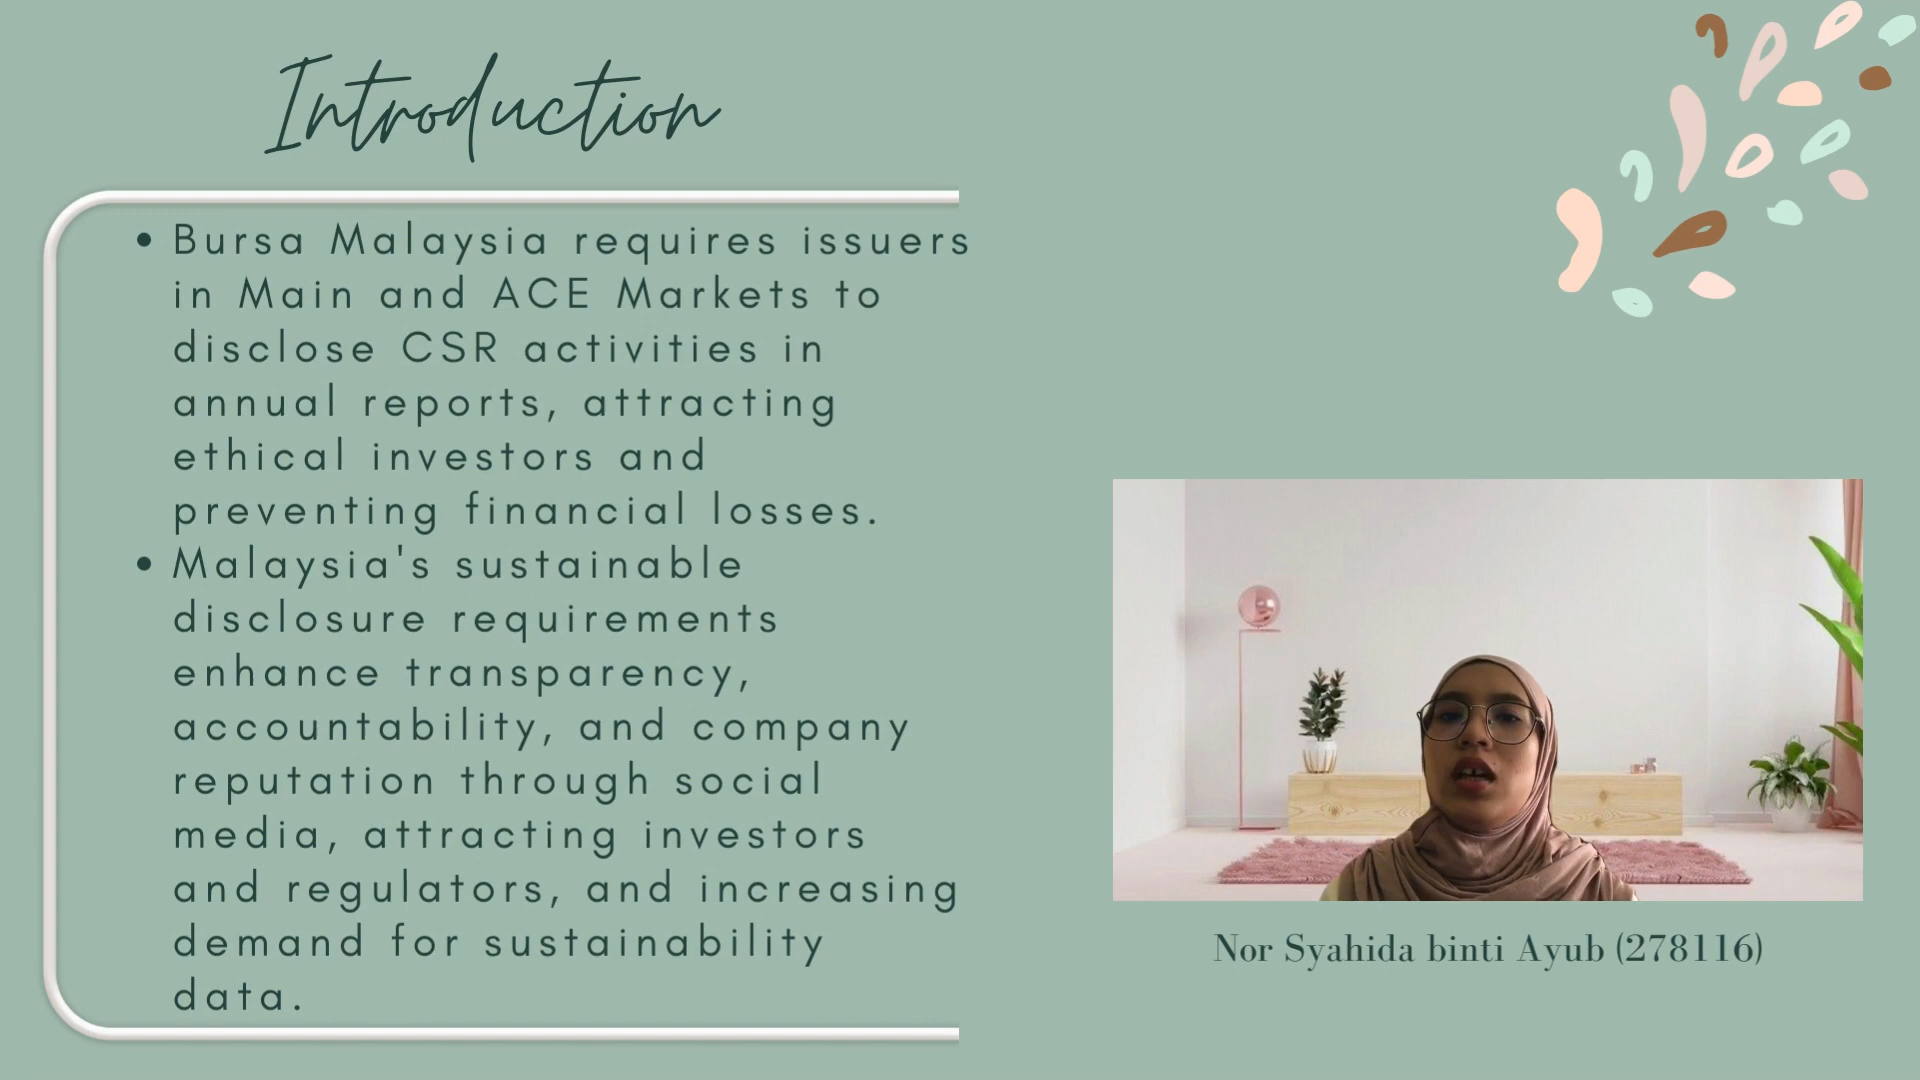 Introduction
• Bursa Malaysia requires issuers
in Main and ACE Markets to
disclose CSR activities in
annual reports, attracting
ethical investors and
preventing financial losses.
• Malaysia's sustainable
disclosure requirements
enhance transparency,
accountability, and company
reputation through social
media, attracting investors
and regulators, and increasing
demand for sustainability
data.
Nor Syahida binti Ayub (278116)